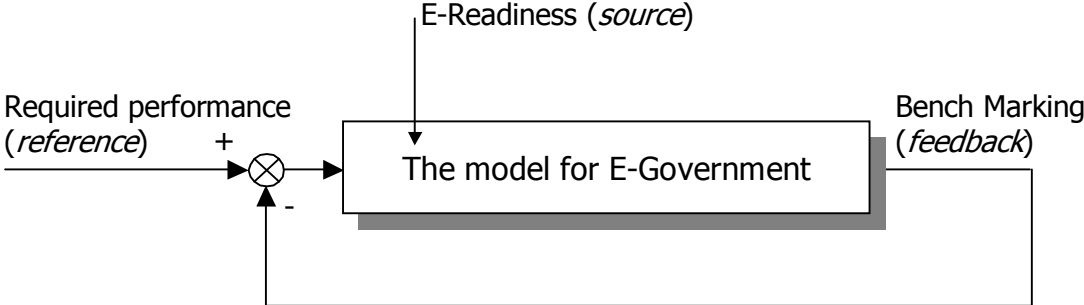 E-Readiness (source)
Required performance
(reference)
+
-
The model for E-Government
Bench Marking
(feedback)